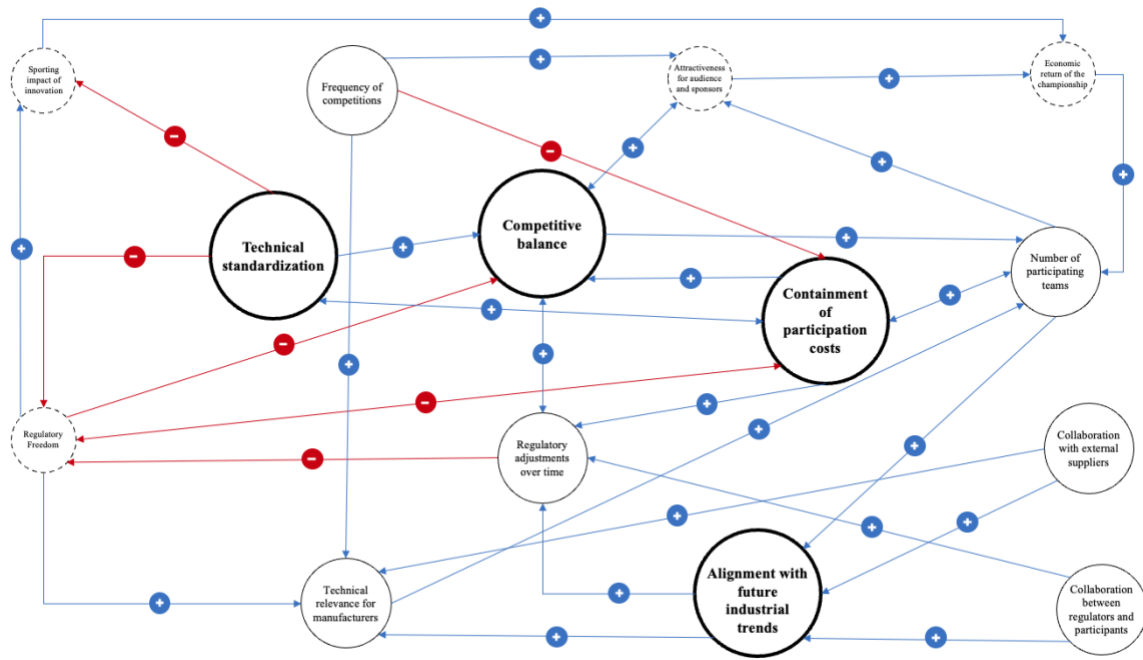 +
Sporting
impact of
innovation
Frequency of
competitions
+
Attractiveness
for audience
and sponsors
+
Economic
return of the
championship
−
−
+
+
+
Competitive
balance
Technical
standardization
+
+
Number of
participating
teams
+
−
+
Containment
of
participation
costs
+
+
−
+
+
−
+
+
Regulatory
Freedom
Regulatory
adjustments
over time
−
+
+
Collaboration
with external
suppliers
+
+
+
Technical
relevance for
manufacturers
+
+
Alignment with
future
industrial
trends
+
+
Collaboration
between
regulators and
participants